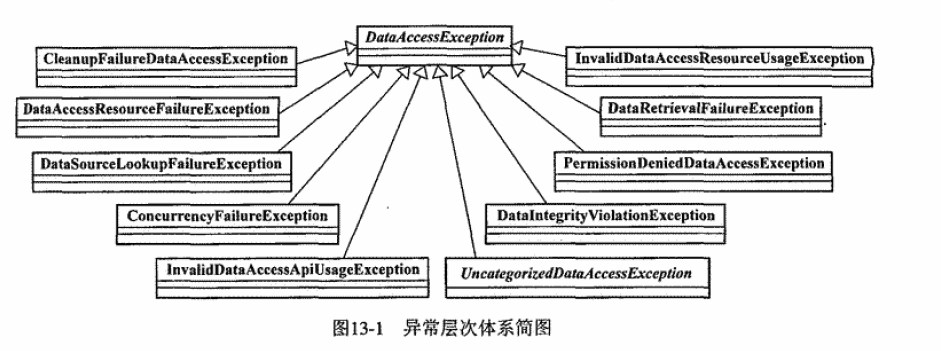 DataAccessException
CleanupFailureDataAccessException
InvalidDataAccessResourceUsageException
DataAccessResourceFailureException
DataRetrievalFailureException
DataSourceLookupFailureException
PermissionDeniedDataAccessException
ConcurrencyFailureException
DataIntegrityViolationException
InvalidDataAccessApiUsageException
UncategorizedDataAccessException
图13-1 异常层次体系简图